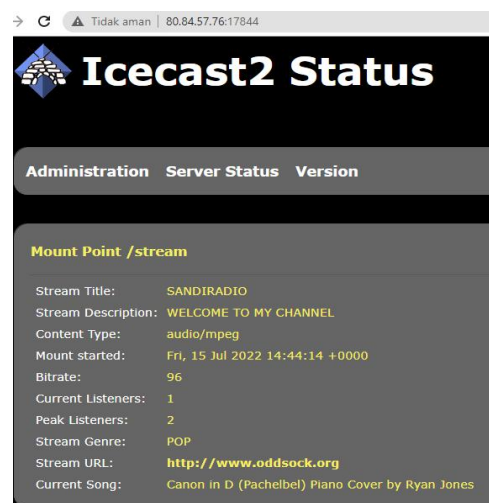 Tidak aman | 80.84.57.76:17844
Icecast2 Status
Administration Server Status Version
Mount Point /stream
Stream Title: SANDIRADIO
Stream Description: WELCOME TO MY CHANNEL
Content Type: audio/mpeg
Mount started: Fri, 15 Jul 2022 14:44:14 +0000
Bitrate: 96
Current Listeners: 1
Peak Listeners: 2
Stream Genre: POP
Stream URL: http://www.oddsock.org
Current Song: Canon in D (Pachelbel) Piano Cover by Ryan Jones